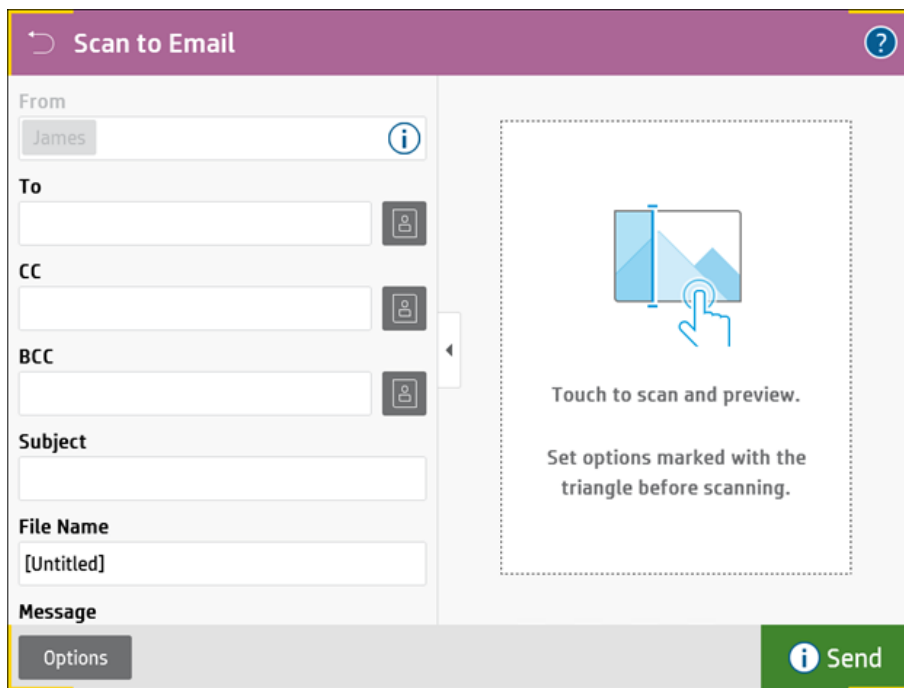 Scan to Email
?
From
James
i
To
CC
BCC
Subject
File Name
[Untitled]
Message
Touch to scan and preview.
Set options marked with the
triangle before scanning.
Options
i Send